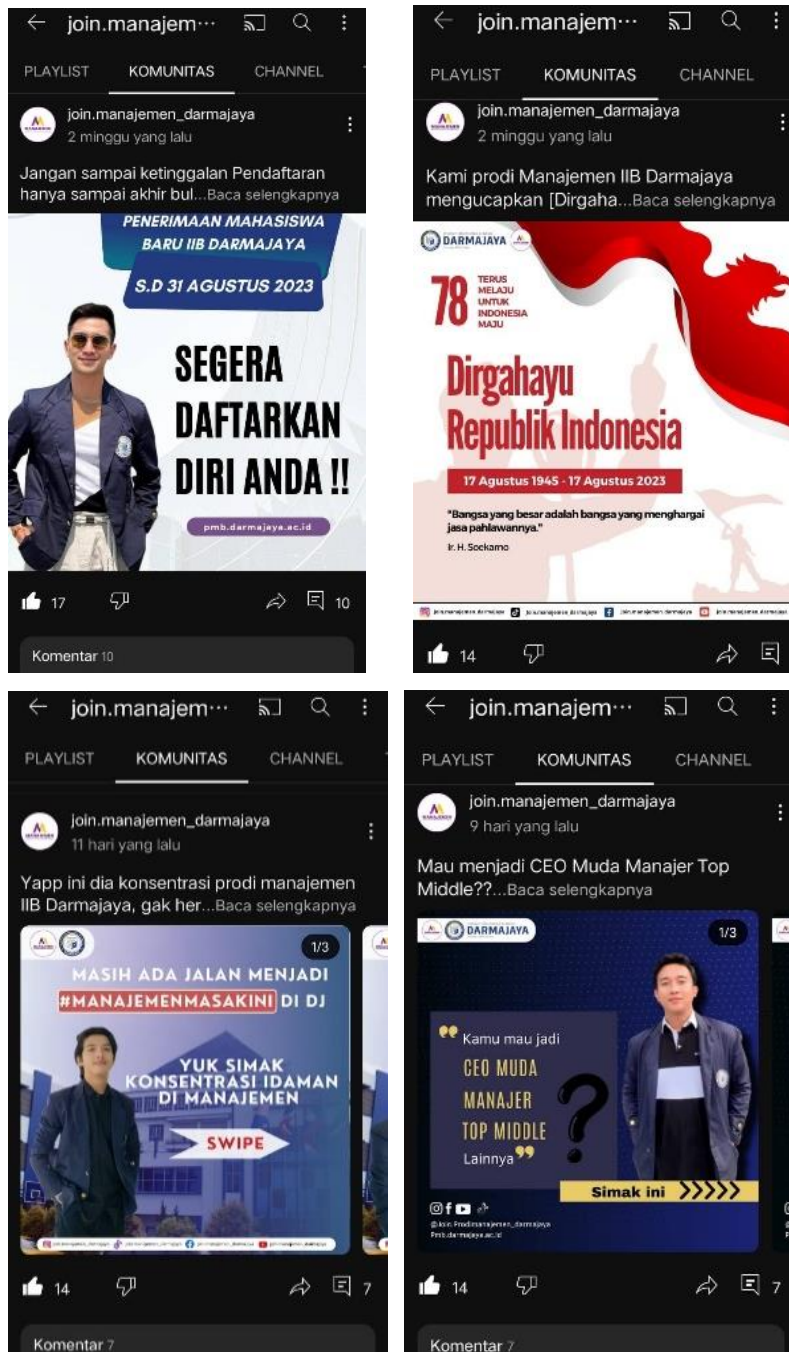 join.manajem...
PLAYLIST KOMUNITAS CHANNEL
join.manajemen_darmajaya
2 minggu yang lalu
Jangan sampai ketinggalan Pendaftaran
hanya sampai akhir bul...Baca selengkapnya
PENERIMAAN MAHASISWA
BARU IIB DARMAJAYA
S.D 31 AGUSTUS 2023
SEGERA
DAFTARKAN
DIRI ANDA !!
pmb.darmajaya.ac.id
17
10
Komentar 10
join.manajem...
PLAYLIST KOMUNITAS CHANNEL
join.manajemen_darmajaya
2 minggu yang lalu
Kami prodi Manajemen IIB Darmajaya
mengucapkan [Dirgaha...Baca selengkapnya
DARMAJAYA
78
TERUS
MELAJU
UNTUK
INDONESIA
MAJU
Dirgahayu
Republik Indonesia
17 Agustus 1945 - 17 Agustus 2023
"Bangsa yang besar adalah bangsa yang menghargai
jasa pahlawannya."
Ir. H. Soekarno
14
join.manajem...
PLAYLIST KOMUNITAS CHANNEL
join.manajemen_darmajaya
11 hari yang lalu
Yapp ini dia konsentrasi prodi manajemen
IIB Darmajaya, gak her...Baca selengkapnya
1/3
MASIH ADA JALAN MENJADI
#MANAJEMENMASAKINI DI DJ
YUK SIMAK
KONSENTRASI IDAMAN
DI MANAJEMEN
SWIPE
14
7
Komentar 7
join.manajem...
PLAYLIST KOMUNITAS CHANNEL
join.manajemen_darmajaya
9 hari yang lalu
Mau menjadi CEO Muda Manajer Top
Middle??...Baca selengkapnya
DARMAJAYA
1/3
Kamu mau jadi
CEO MUDA
MANAJER
TOP MIDDLE
Lainnya
?
Simak ini
@Join.Prodimanajemen_darmajaya
Pmb.darmajaya.ac.id
14
7
Komentar 7